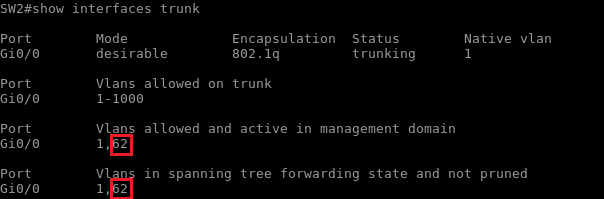 SW2#show interfaces trunk
Port Mode Encapsulation Status Native vlan
Gi0/0 desirable 802.1q trunking 1
Port Vlans allowed on trunk
Gi0/0 1-1000
Port Vlans allowed and active in management domain
Gi0/0 1,62
Port Vlans in spanning tree forwarding state and not pruned
Gi0/0 1,62